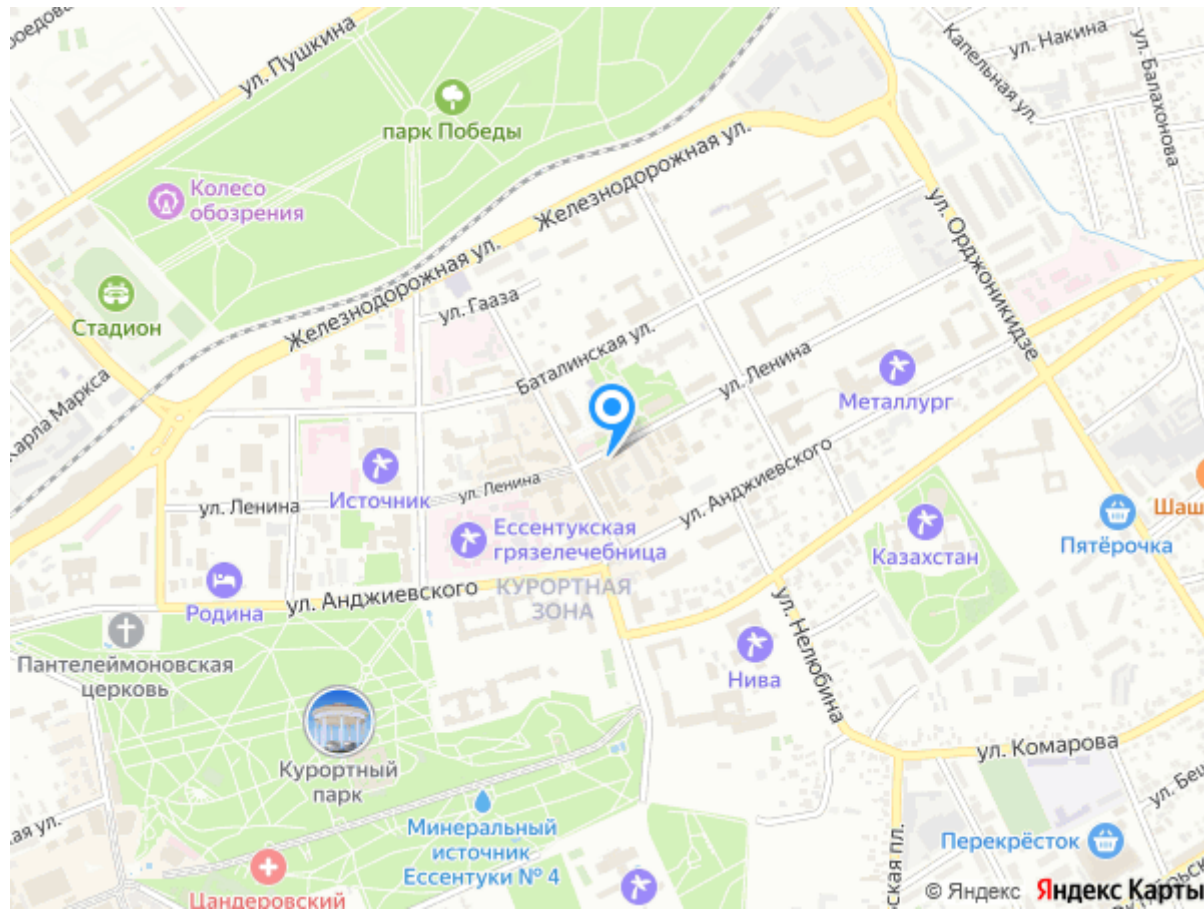 ул. Пушкина
Капельная ул.
ул. Накина
ул. Балахонова
парк Победы
Колесо
обозрения
Железнодорожная ул.
ул. Орджоникидзе
ул. Гааза
Железнодорожная ул.
Стадион
Баталинская ул.
ул. Ленина
Карла Маркса
Металлург
Источник
ул. Ленина
ул. Ленина
ул. Анджиевского
Ессентукская
грязелечебница
Казахстан
Пятёрочка
Родина
ул. Анджиевского
КУРОРТНАЯ
ЗОНА
Пантелеймоновская
церковь
Нива
ул. Нелюбина
Курортный
парк
ул. Комарова
Минеральный
источник
Ессентуки № 4
Перекрёсток
Цандеровский
© Яндекс Яндекс Карты